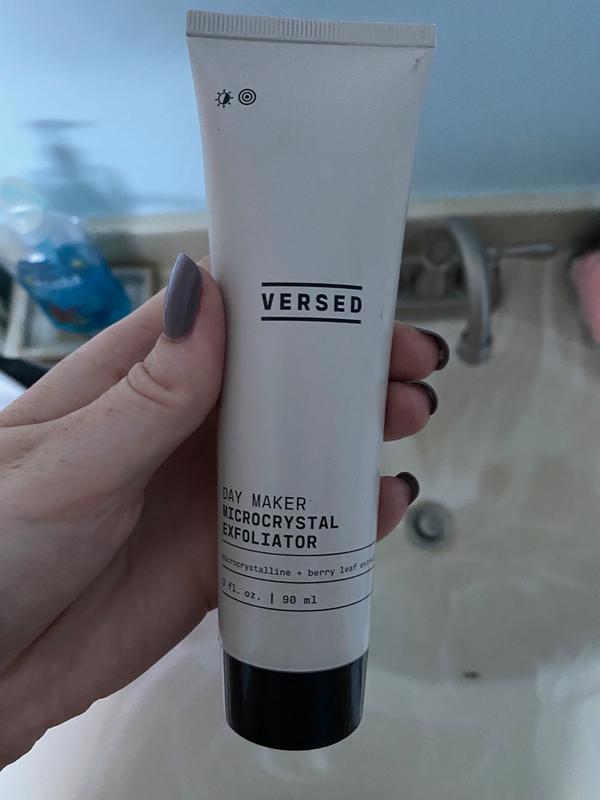 VERSED
DAY MAKER
MICROCRYSTAL
EXFOLIATOR
microcrystalline + berry leaf
fl. oz. | 90 ml